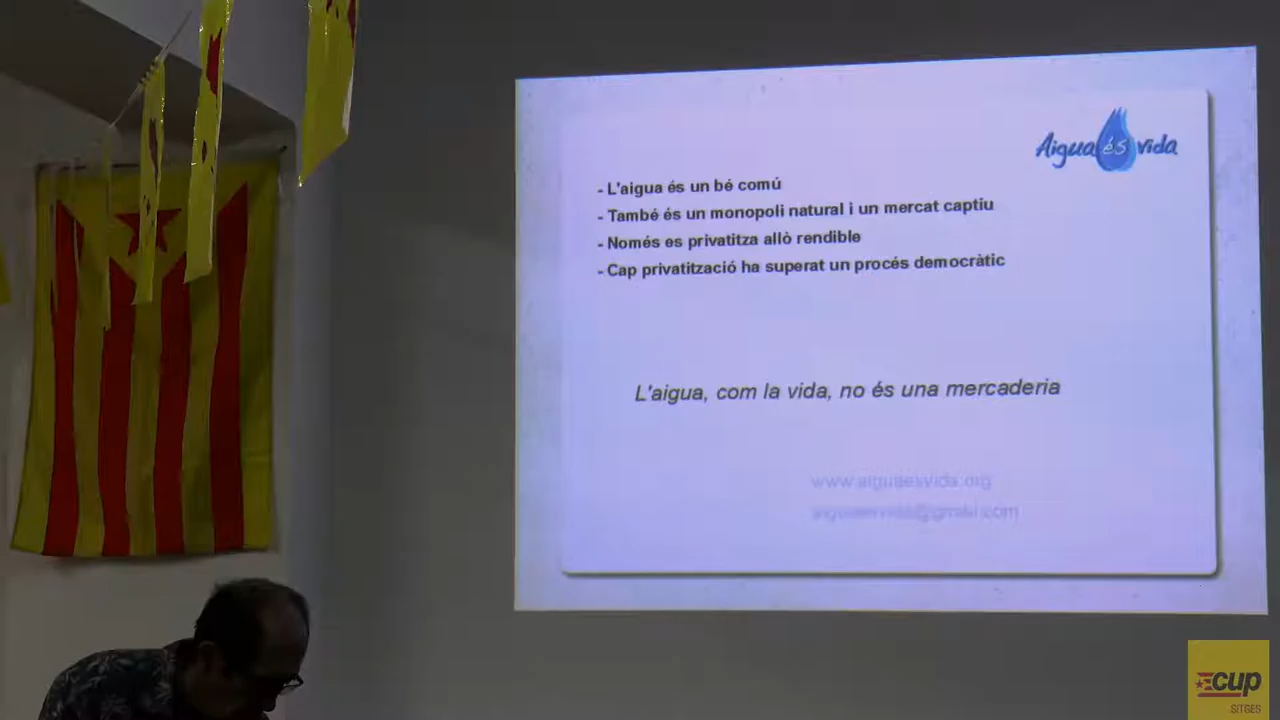 Aigua és vida
- L'aigua és un bé comú
- També és un monopoli natural i un mercat captiu
- Només es privatitza allò rendible
- Cap privatització ha superat un procés democràtic
L'aigua, com la vida, no és una mercaderia
www.aiguaesvida.org
aiguaesvida@gmail.com
cup
SITGES